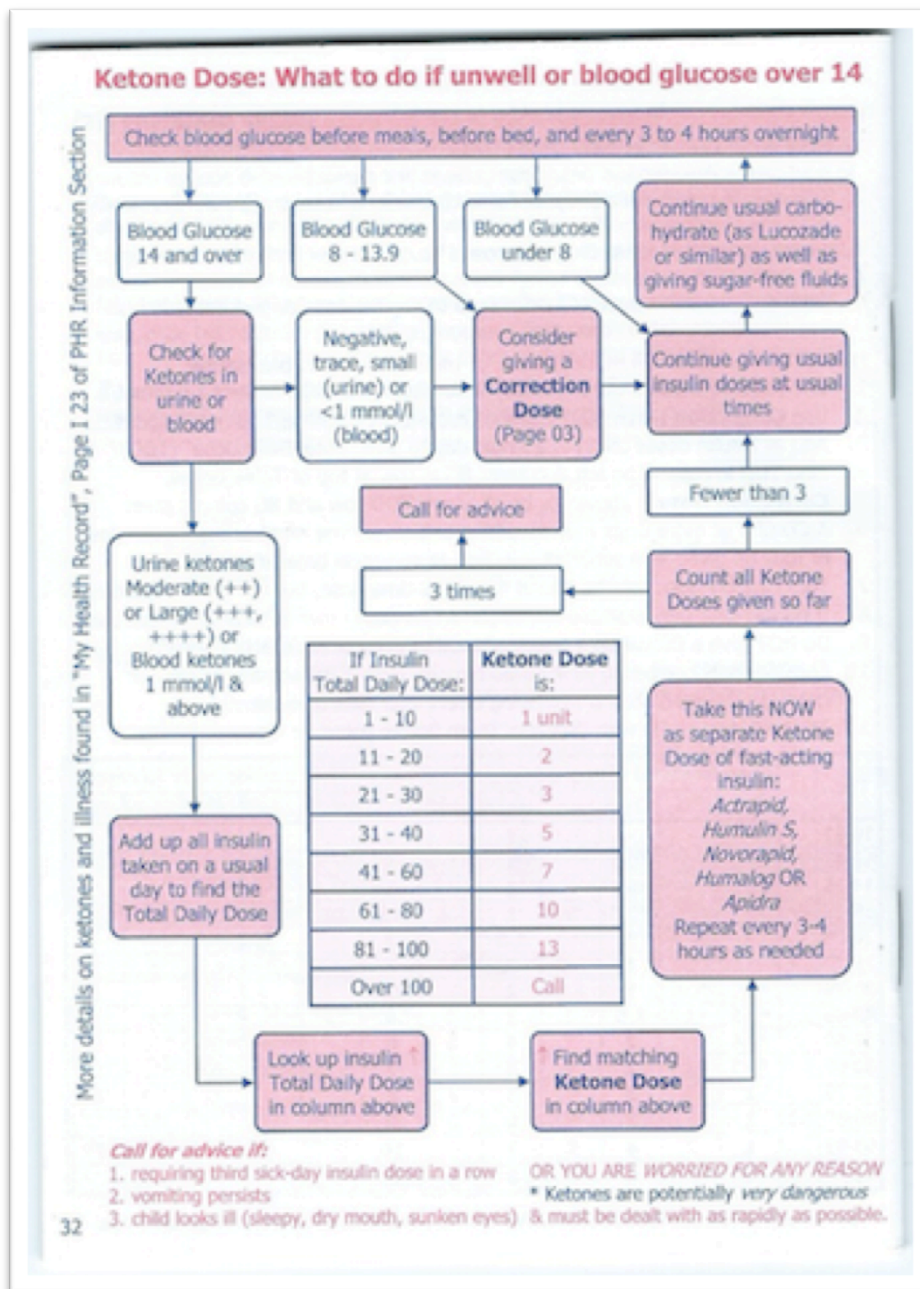 Ketone Dose: What to do if unwell or blood glucose over 14
Check blood glucose before meals, before bed, and every 3 to 4 hours overnight
Blood Glucose
14 and over
Blood Glucose
8 - 13.9
Blood Glucose
under 8
Continue usual carbo-
hydrate (as Lucozade
or similar) as well as
giving sugar-free fluids
Check for
Ketones in
urine or
blood
Negative,
trace, small
(urine) or
<1 mmol/l
(blood)
Consider
giving a
Correction
Dose
(Page 03)
Continue giving usual
insulin doses at usual
times
Call for advice
Fewer than 3
3 times
Count all Ketone
Doses given so far
Urine ketones
Moderate (++)
or Large (+++,
++++) or
Blood ketones
1 mmol/l &
above
If Insulin
Total Daily Dose:
Ketone Dose
is:
1 - 10
1 unit
11 - 20
2
21 - 30
3
31 - 40
5
41 - 60
7
61 - 80
10
81 - 100
13
Over 100
Call
Take this NOW
as separate Ketone
Dose of fast-acting
insulin:
Actrapid,
Humulin S,
Novorapid,
Humalog OR
Apidra
Repeat every 3-4
hours as needed
Add up all insulin
taken on a usual
day to find the
Total Daily Dose
Look up insulin ↑
Total Daily Dose
in column above
↑ Find matching
Ketone Dose
in column above
More details on ketones and illness found in "My Health Record", Page I 23 of PHR Information Section
Call for advice if:
1. requiring third sick-day insulin dose in a row
2. vomiting persists
3. child looks ill (sleepy, dry mouth, sunken eyes)
OR YOU ARE WORRIED FOR ANY REASON
* Ketones are potentially very dangerous
& must be dealt with as rapidly as possible.
32